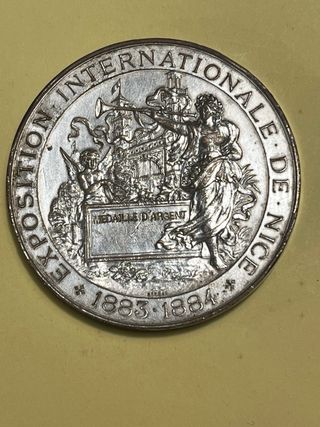 EXPOSITION · INTERNATIONALE · DE · NICE
MEDAILLE D'ARGENT
1883 · 1884